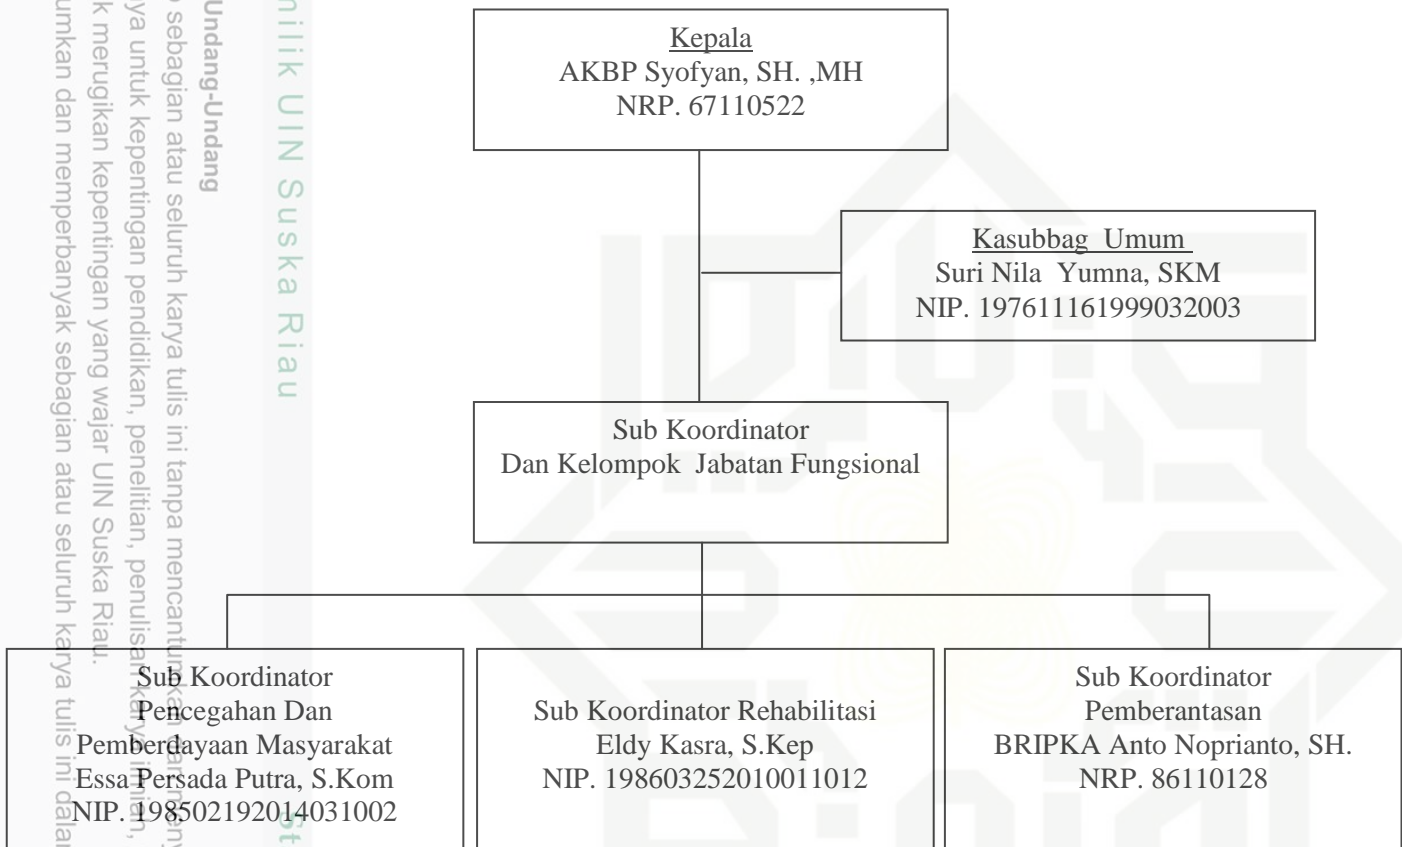 Kepala
AKBP Syofyan, SH. ,MH
NRP. 67110522
Kasubbag  Umum
Suri Nila  Yumna, SKM
NIP. 197611161999032003
Sub Koordinator
Dan Kelompok  Jabatan Fungsional
Sub Koordinator
Pencegahan Dan
Pemberdayaan Masyarakat
Essa Persada Putra, S.Kom
NIP. 198502192014031002
Sub Koordinator Rehabilitasi
Eldy Kasra, S.Kep
NIP. 198603252010011012
Sub Koordinator
Pemberantasan
BRIPKA Anto Noprianto, SH.
NRP. 86110128
milik UIN Suska Riau
Undang-Undang
sebagian atau seluruh karya tulis ini tanpa mencantumkan dan
untuk kepentingan pendidikan, penelitian, penulisan karya ilmiah,
merugikan kepentingan yang wajar UIN Suska Riau.
dan memperbanyak sebagian atau seluruh karya tulis ini